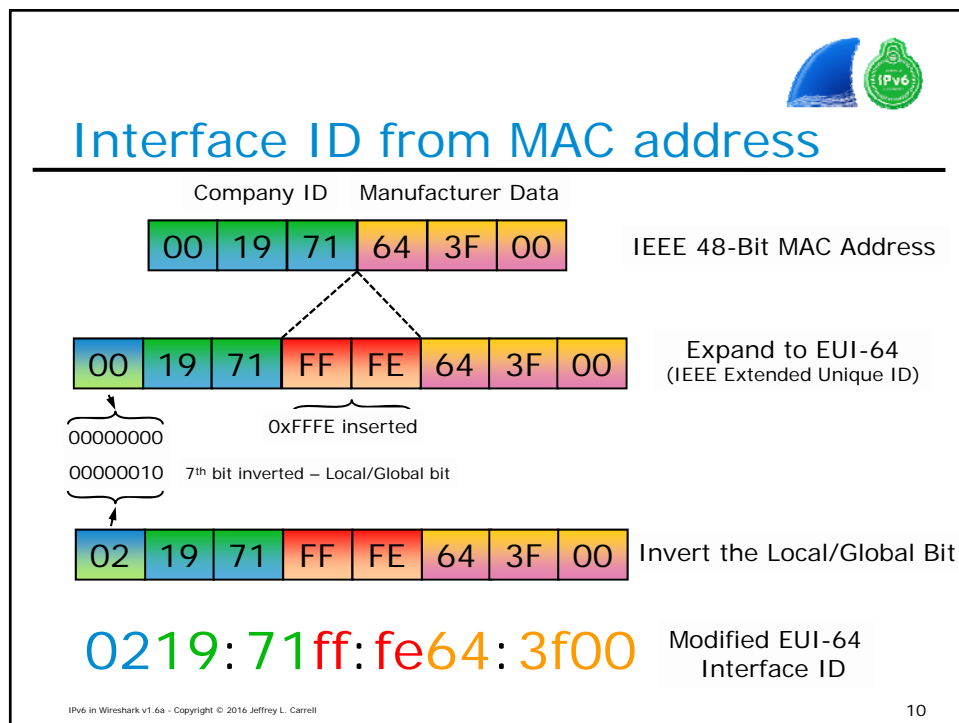 IPv6
Interface ID from MAC address
Company ID Manufacturer Data
00 19 71 64 3F 00 IEEE 48-Bit MAC Address
00 19 71 FF FE 64 3F 00 Expand to EUI-64
(IEEE Extended Unique ID)
0xFFFE inserted
00000000
00000010 7th bit inverted – Local/Global bit
02 19 71 FF FE 64 3F 00 Invert the Local/Global Bit
0219:71ff:fe64:3f00 Modified EUI-64
Interface ID
IPv6 in Wireshark v1.6a - Copyright © 2016 Jeffrey L. Carrell 10